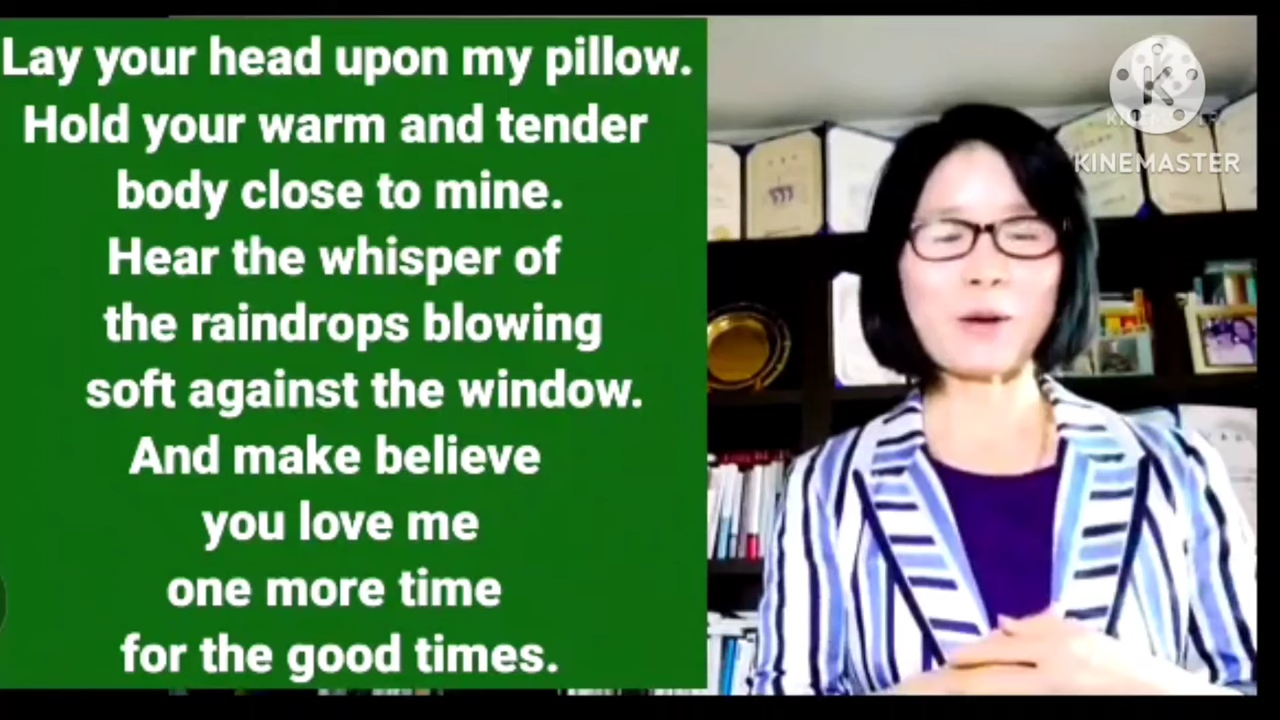 Lay your head upon my pillow.
Hold your warm and tender
body close to mine.
Hear the whisper of
the raindrops blowing
soft against the window.
And make believe
you love me
one more time
for the good times.
KINEMASTER